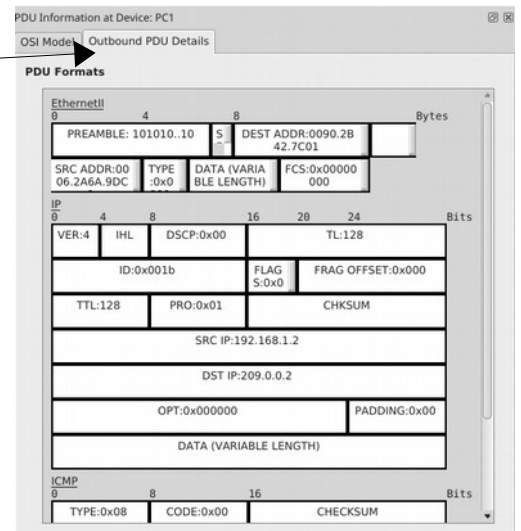 PDU Information at Device: PC1
OSI Model Outbound PDU Details
PDU Formats
EthernetII
0 4 8 Bytes
PREAMBLE: 101010..10 S DEST ADDR:0090.2B
42.7C01
SRC ADDR:00 TYPE DATA (VARIA FCS:0x00000
06.2A6A.9DC :0x0 BLE LENGTH) 000
IP
0 4 8 16 20 24 Bits
VER:4 IHL DSCP:0x00 TL:128
ID:0x001b FLAG FRAG OFFSET:0x000
S:0x0
TTL:128 PRO:0x01 CHKSUM
SRC IP:192.168.1.2
DST IP:209.0.0.2
OPT:0x000000 PADDING:0x00
DATA (VARIABLE LENGTH)
ICMP
0 8 16 Bits
TYPE:0x08 CODE:0x00 CHECKSUM